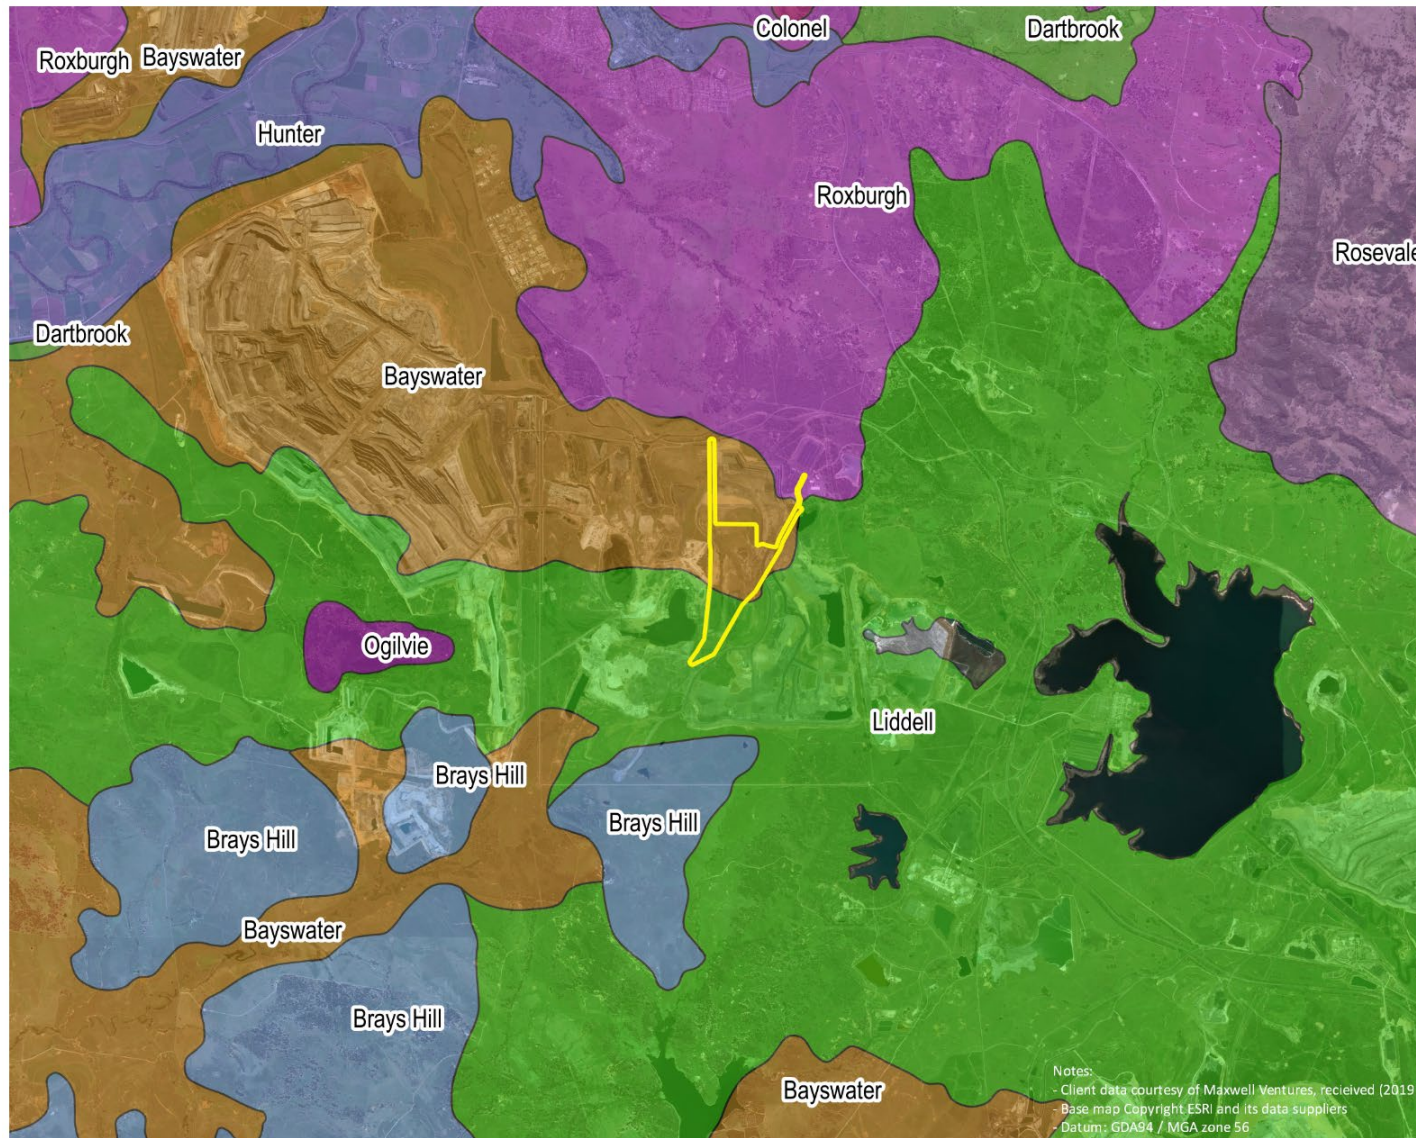 Colonel
Dartbrook
Roxburgh
Bayswater
Hunter
Roxburgh
Rosevale
Dartbrook
Bayswater
Ogilvie
Liddell
Brays Hill
Brays Hill
Brays Hill
Bayswater
Brays Hill
Bayswater
Notes:
- Client data courtesy of Maxwell Ventures, recieived (2019
- Base map Copyright ESRI and its data suppliers
- Datum: GDA94 / MGA zone 56